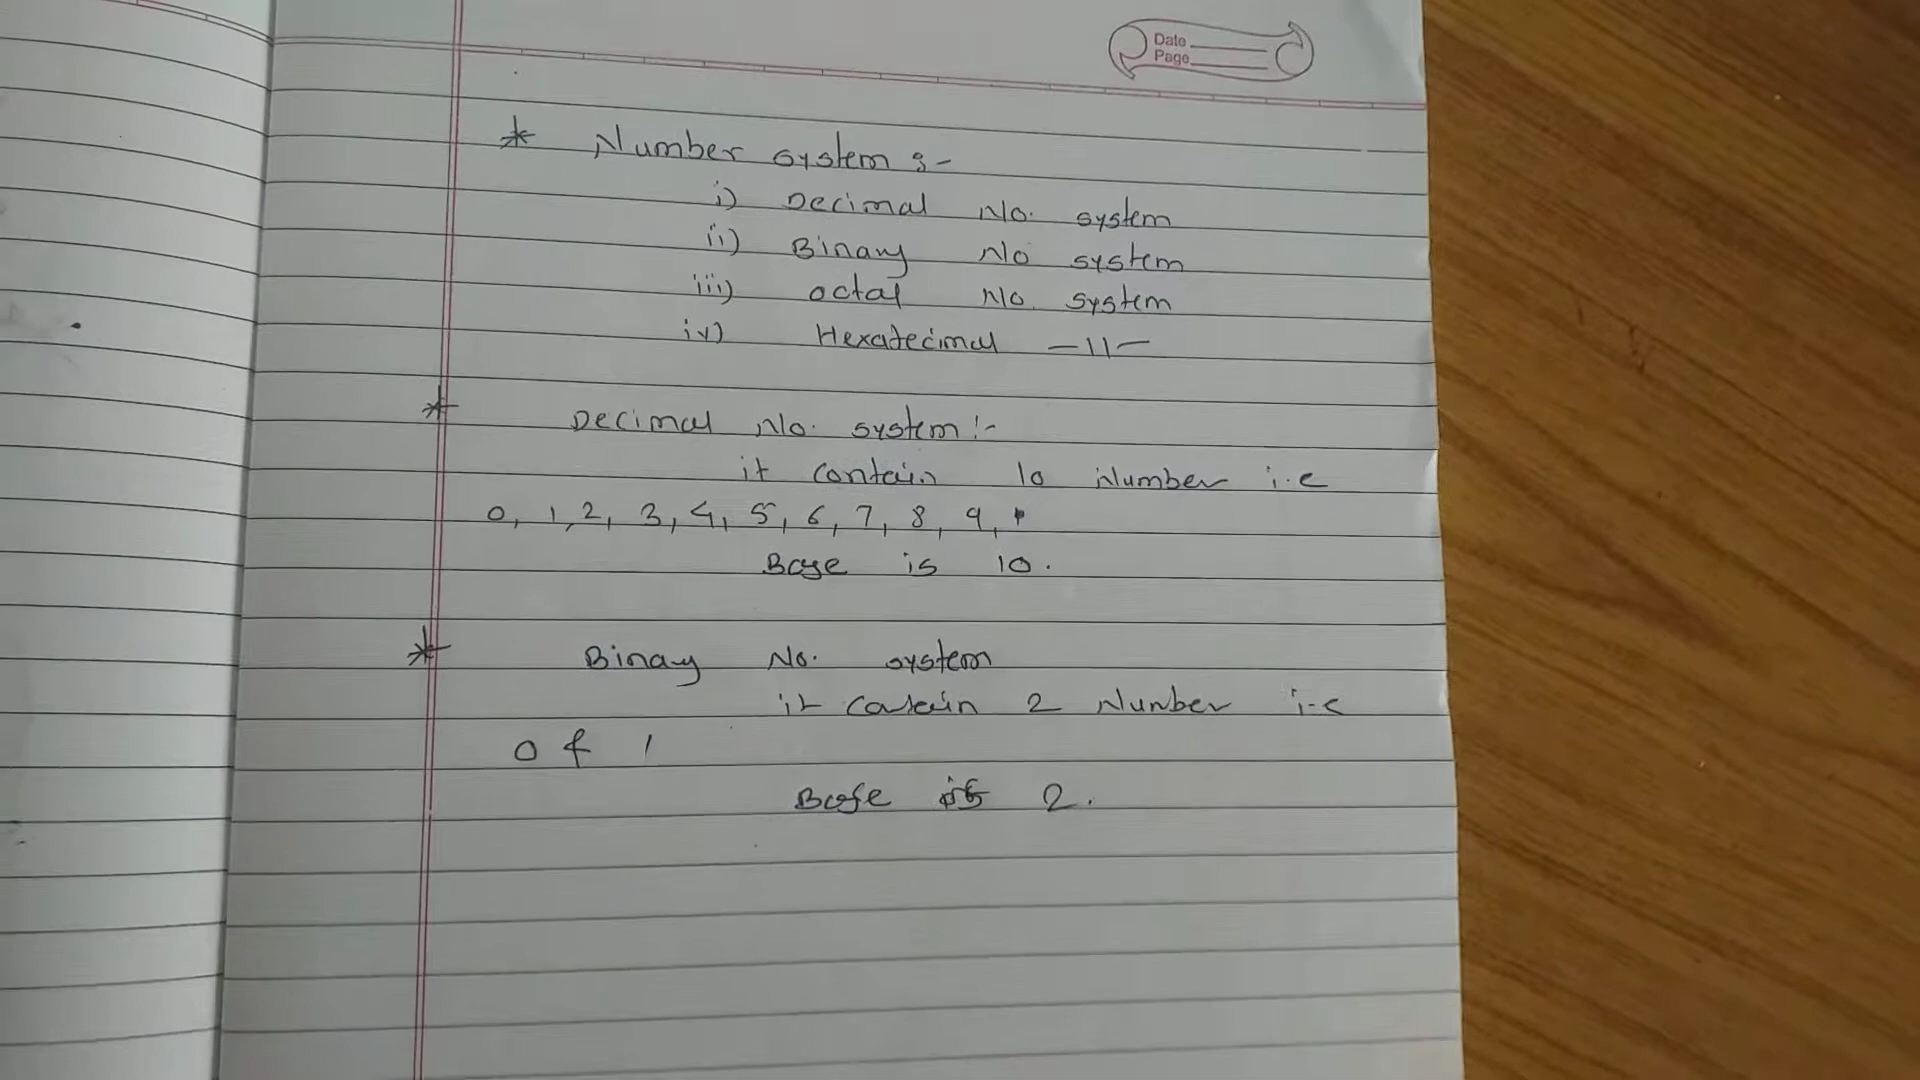 Date
Page
* Number system :-
i) Decimal No. system
ii) Binary No system
iii) octal No. system
iv) Hexadecimal —11—
* Decimal No. system :-
it contain 10 Number i.e
0, 1, 2, 3, 4, 5, 6, 7, 8, 9,
Base is 10.
* Binay No. system
it contain 2 Number i.e
0 & 1
Base is 2.